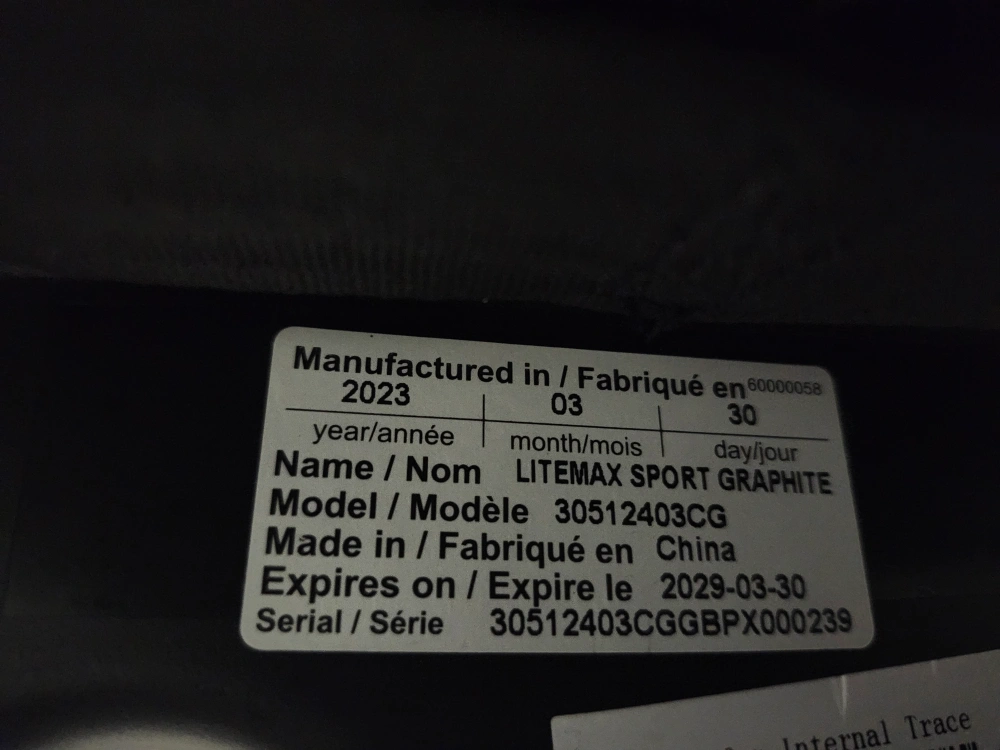 Manufactured in / Fabriqué en 60000058
2023 03 30
year/année month/mois day/jour
Name / Nom LITEMAX SPORT GRAPHITE
Model / Modèle 30512403CG
Made in / Fabriqué en China
Expires on / Expire le 2029-03-30
Serial / Série 30512403CGGBPX000239
Internal Trace